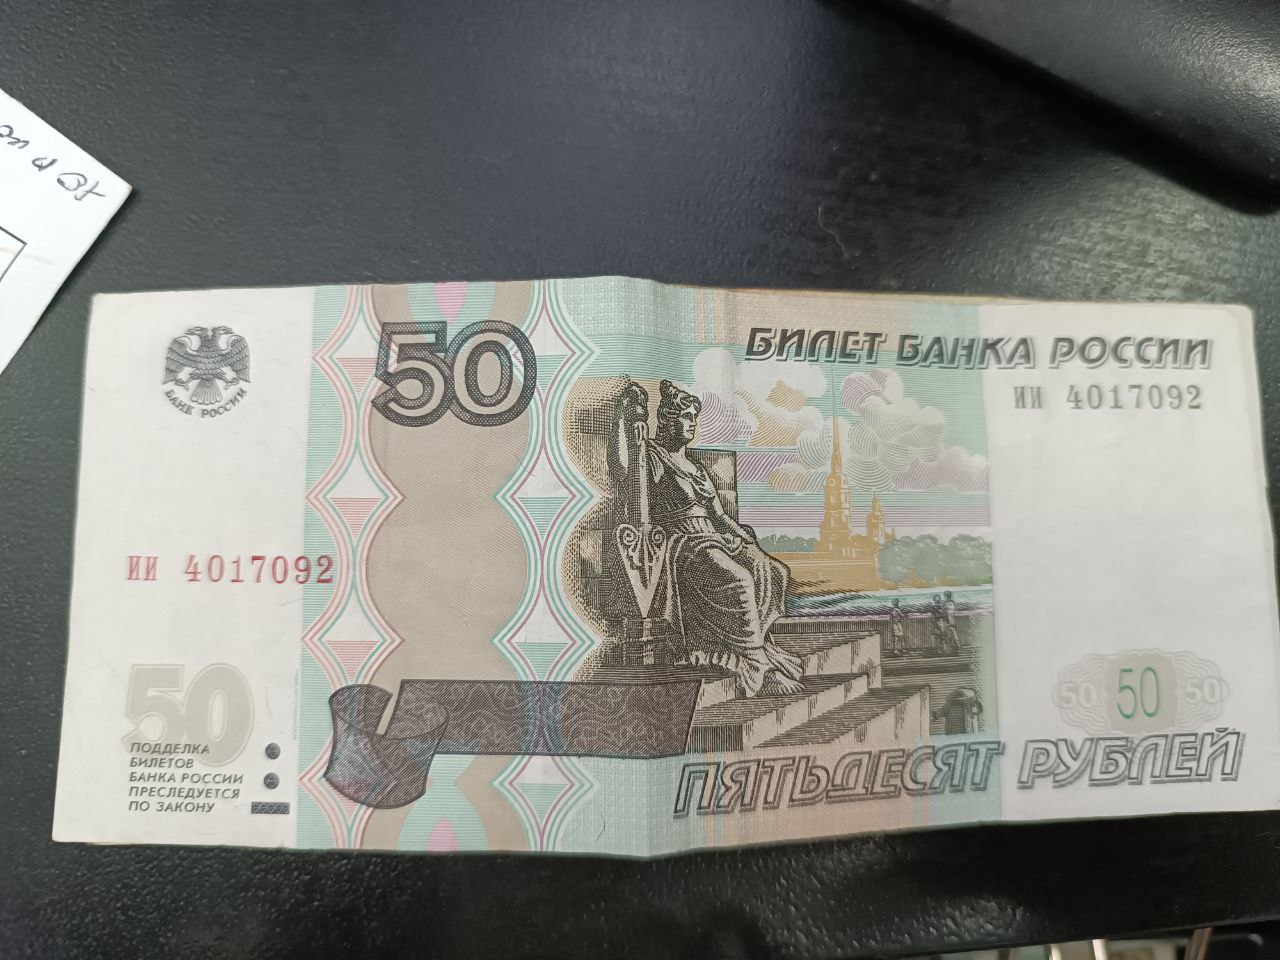 50
БИЛЕТ БАНКА РОССИИ
БАНК РОССИИ
ИИ 4017092
ИИ 4017092
50
50 50 50
ПОДДЕЛКА
БИЛЕТОВ
БАНКА РОССИИ
ПРЕСЛЕДУЕТСЯ
ПО ЗАКОНУ
ПЯТЬДЕСЯТ РУБЛЕЙ